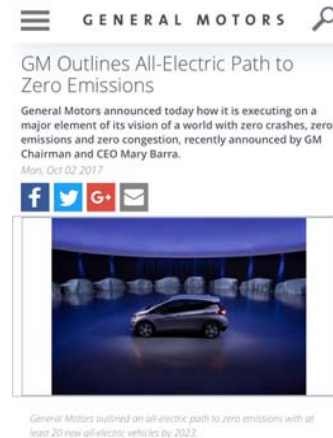 GENERAL MOTORS
GM Outlines All-Electric Path to
Zero Emissions
General Motors announced today how it is executing on a
major element of its vision of a world with zero crashes, zero
emissions and zero congestion, recently announced by GM
Chairman and CEO Mary Barra.
Mon, Oct 02 2017
f G+
General Motors outlined an all-electric path to zero emissions with at
least 20 new all-electric vehicles by 2023.